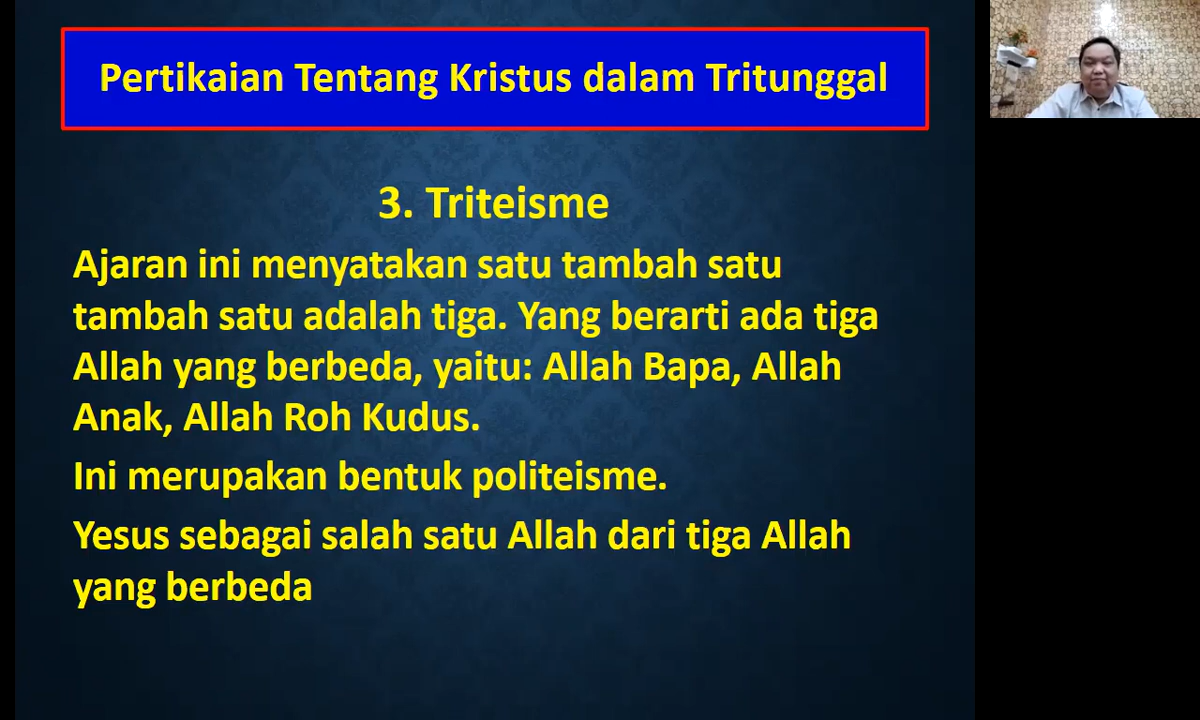 Pertikaian Tentang Kristus dalam Tritunggal
3. Triteisme
Ajaran ini menyatakan satu tambah satu
tambah satu adalah tiga. Yang berarti ada tiga
Allah yang berbeda, yaitu: Allah Bapa, Allah
Anak, Allah Roh Kudus.
Ini merupakan bentuk politeisme.
Yesus sebagai salah satu Allah dari tiga Allah
yang berbeda